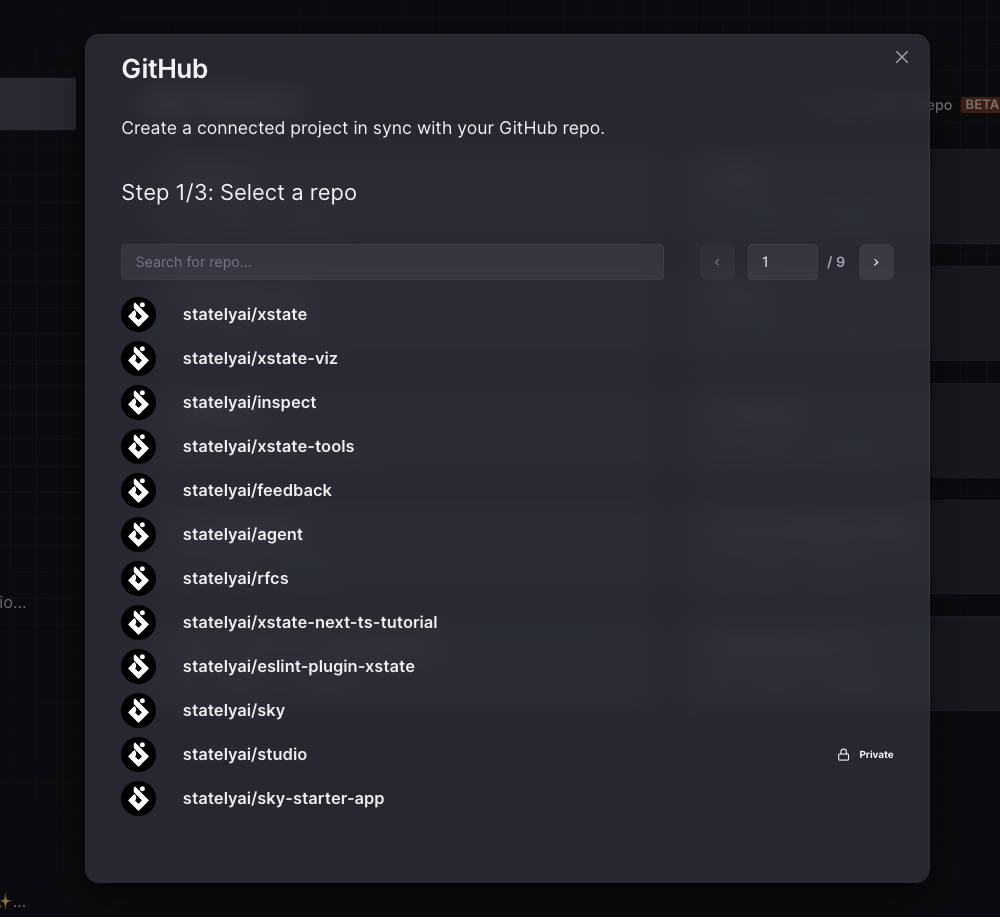 GitHub
epo BETA
Create a connected project in sync with your GitHub repo.
Step 1/3: Select a repo
Search for repo...
1 / 9
statelyai/xstate
statelyai/xstate-viz
statelyai/inspect
statelyai/xstate-tools
statelyai/feedback
statelyai/agent
statelyai/rfcs
io...
statelyai/xstate-next-ts-tutorial
statelyai/eslint-plugin-xstate
statelyai/sky
statelyai/studio Private
statelyai/sky-starter-app
✨...